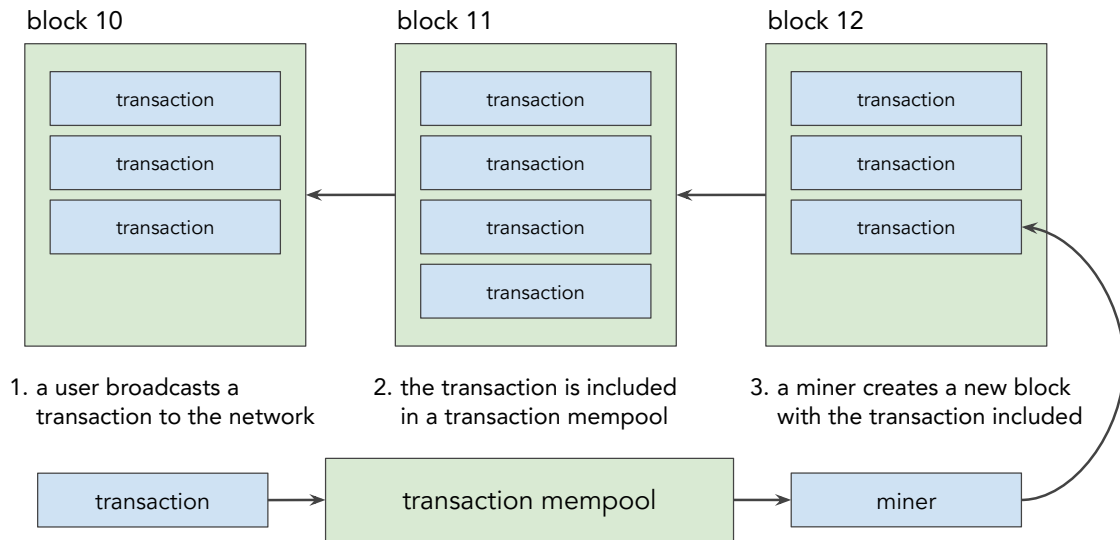 block 10
block 11
block 12
transaction
transaction
transaction
transaction
transaction
transaction
transaction
transaction
transaction
transaction
1. a user broadcasts a
transaction to the network
2. the transaction is included
in a transaction mempool
3. a miner creates a new block
with the transaction included
transaction
transaction mempool
miner